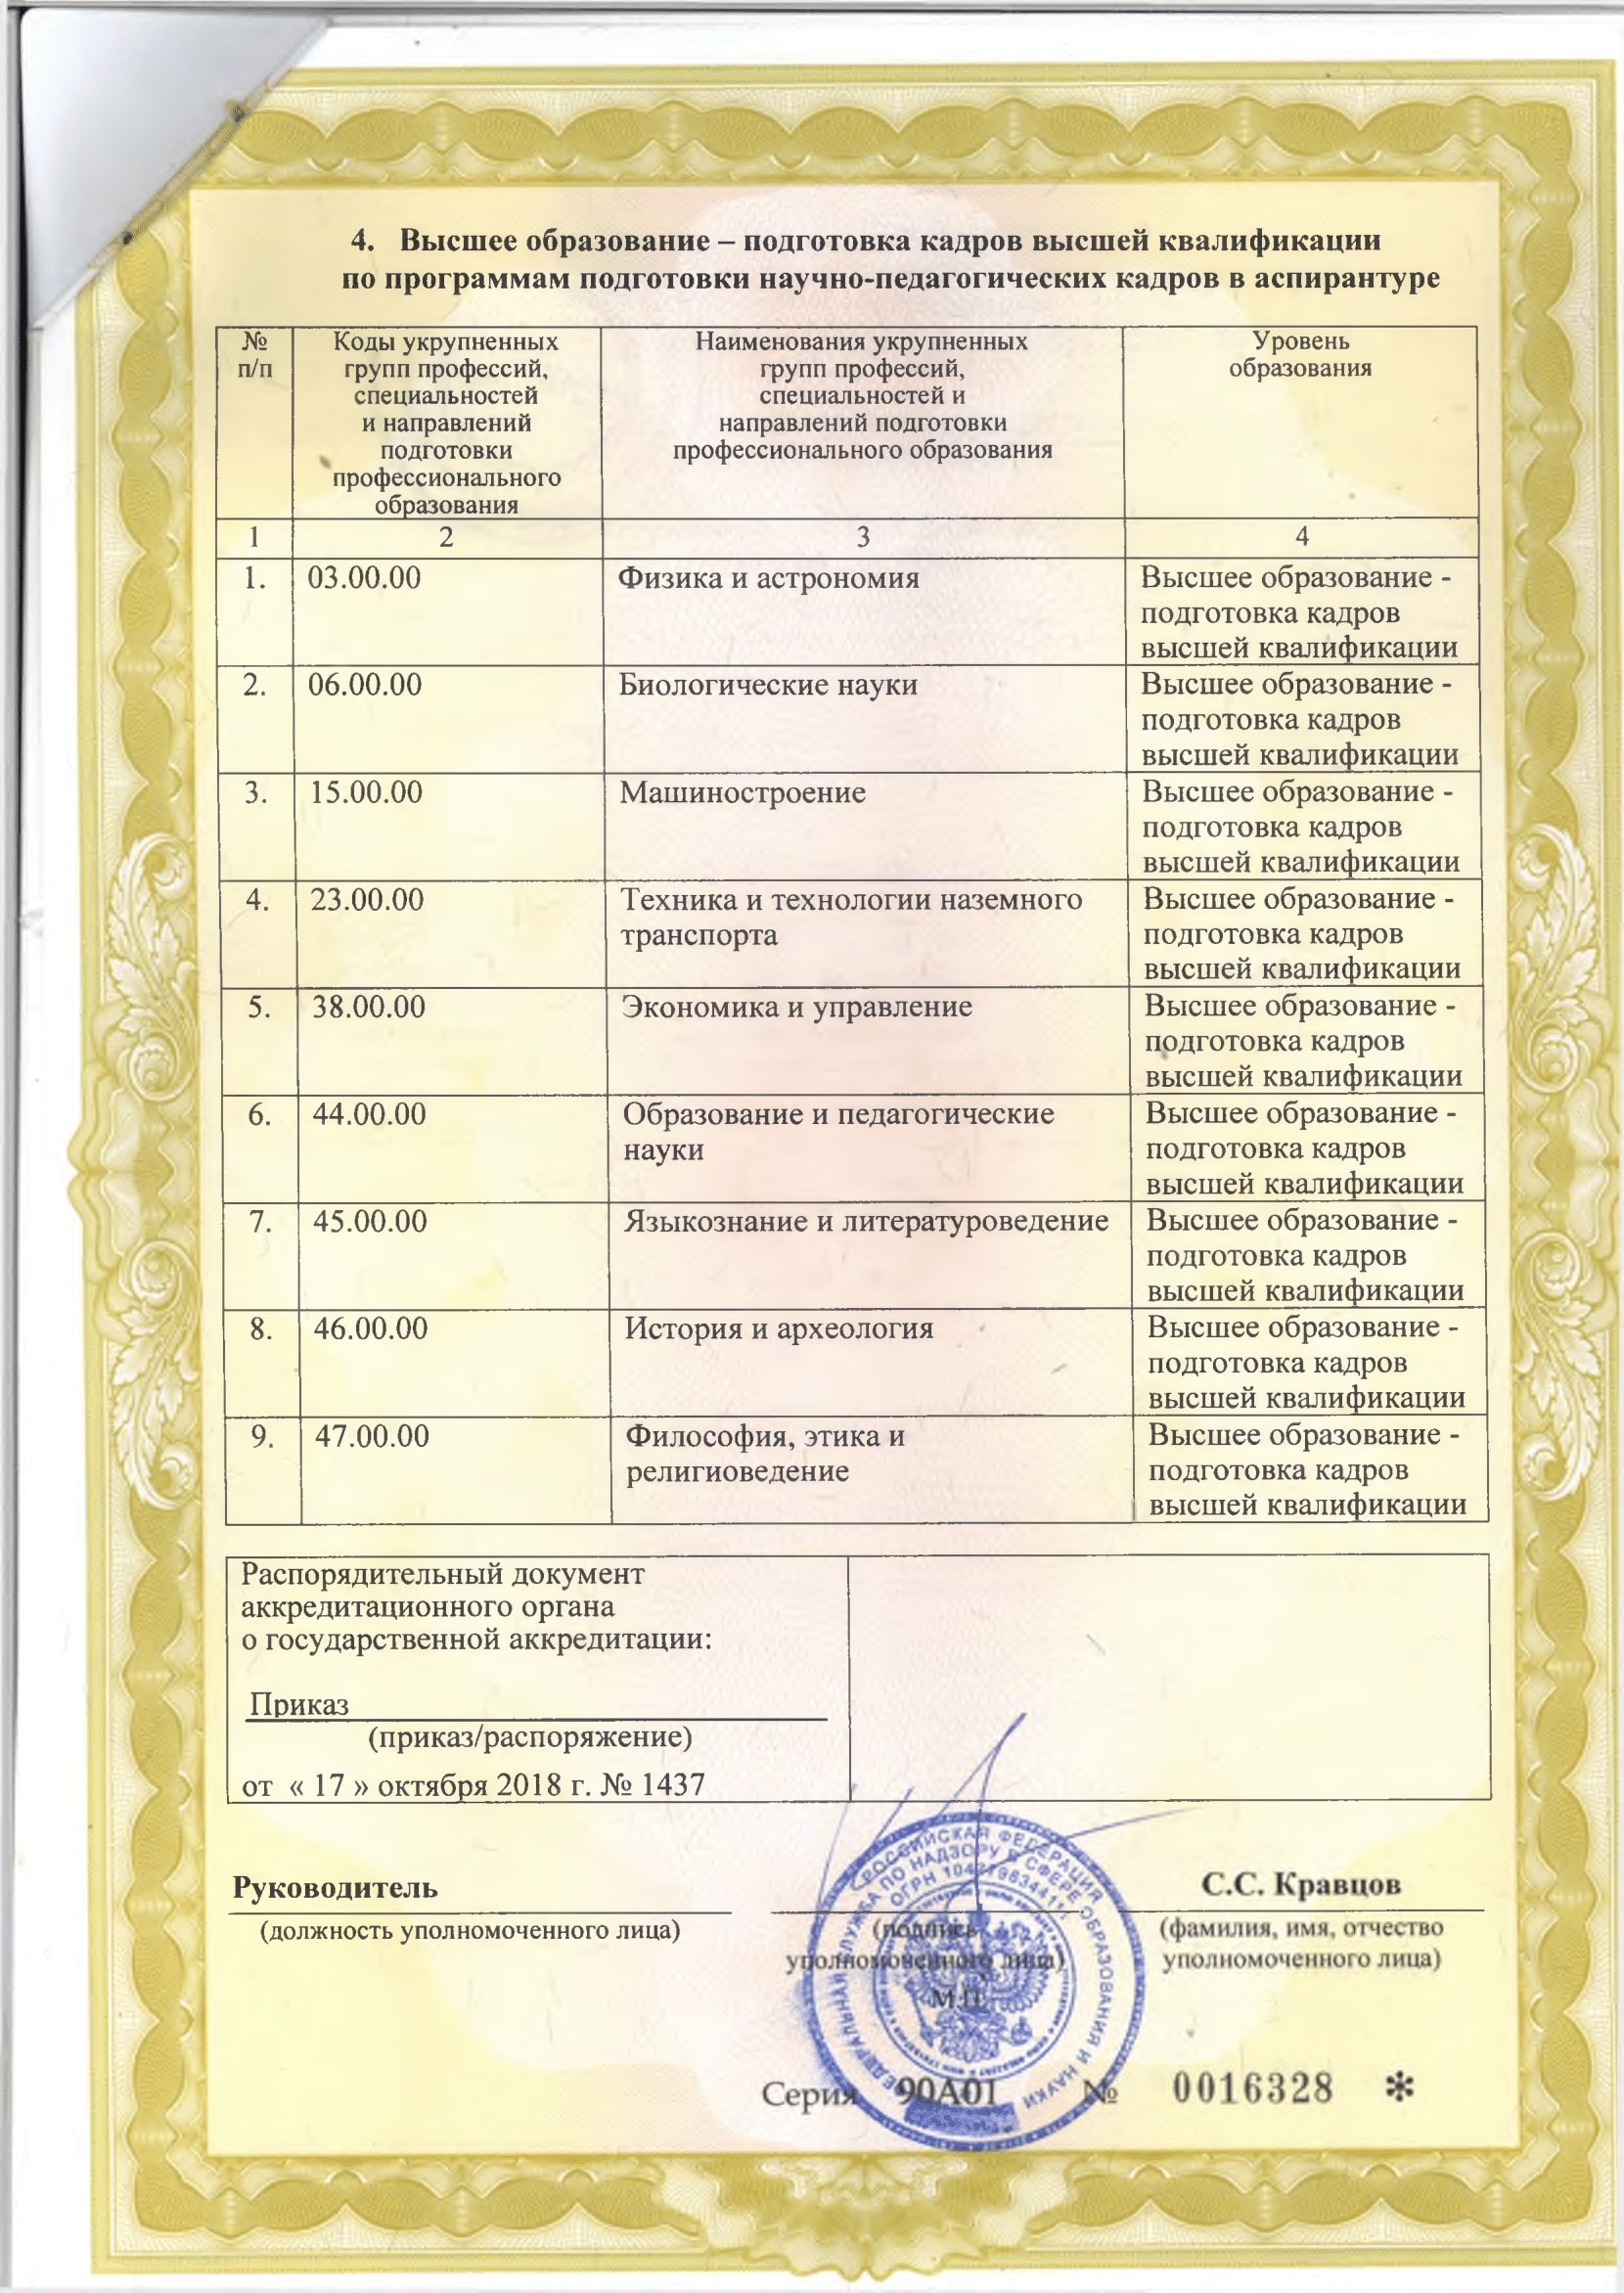 4. Высшее образование – подготовка кадров высшей квалификации
по программам подготовки научно-педагогических кадров в аспирантуре
№
п/п
Коды укрупненных
групп профессий,
специальностей
и направлений
подготовки
профессионального
образования
Наименования укрупненных
групп профессий,
специальностей и
направлений подготовки
профессионального образования
Уровень
образования
1 2 3 4
1. 03.00.00 Физика и астрономия Высшее образование -
подготовка кадров
высшей квалификации
2. 06.00.00 Биологические науки Высшее образование -
подготовка кадров
высшей квалификации
3. 15.00.00 Машиностроение Высшее образование -
подготовка кадров
высшей квалификации
4. 23.00.00 Техника и технологии наземного Высшее образование -
транспорта подготовка кадров
высшей квалификации
5. 38.00.00 Экономика и управление Высшее образование -
подготовка кадров
высшей квалификации
6. 44.00.00 Образование и педагогические Высшее образование -
науки подготовка кадров
высшей квалификации
7. 45.00.00 Языкознание и литературоведение Высшее образование -
подготовка кадров
высшей квалификации
8. 46.00.00 История и археология Высшее образование -
подготовка кадров
высшей квалификации
9. 47.00.00 Философия, этика и Высшее образование -
религиоведение подготовка кадров
высшей квалификации
Распорядительный документ
аккредитационного органа
о государственной аккредитации:
Приказ
(приказ/распоряжение)
от « 17 » октября 2018 г. № 1437
Руководитель
(должность уполномоченного лица)
(подпись
уполномоченного лица)
М.П.
С.С. Кравцов
(фамилия, имя, отчество
уполномоченного лица)
РОССИЙСКАЯ ФЕДЕРАЦИЯ
ФЕДЕРАЛЬНАЯ СЛУЖБА ПО НАДЗОРУ В СФЕРЕ ОБРАЗОВАНИЯ И НАУКИ
ОГРН
Серия 90А01 № 0016328 *